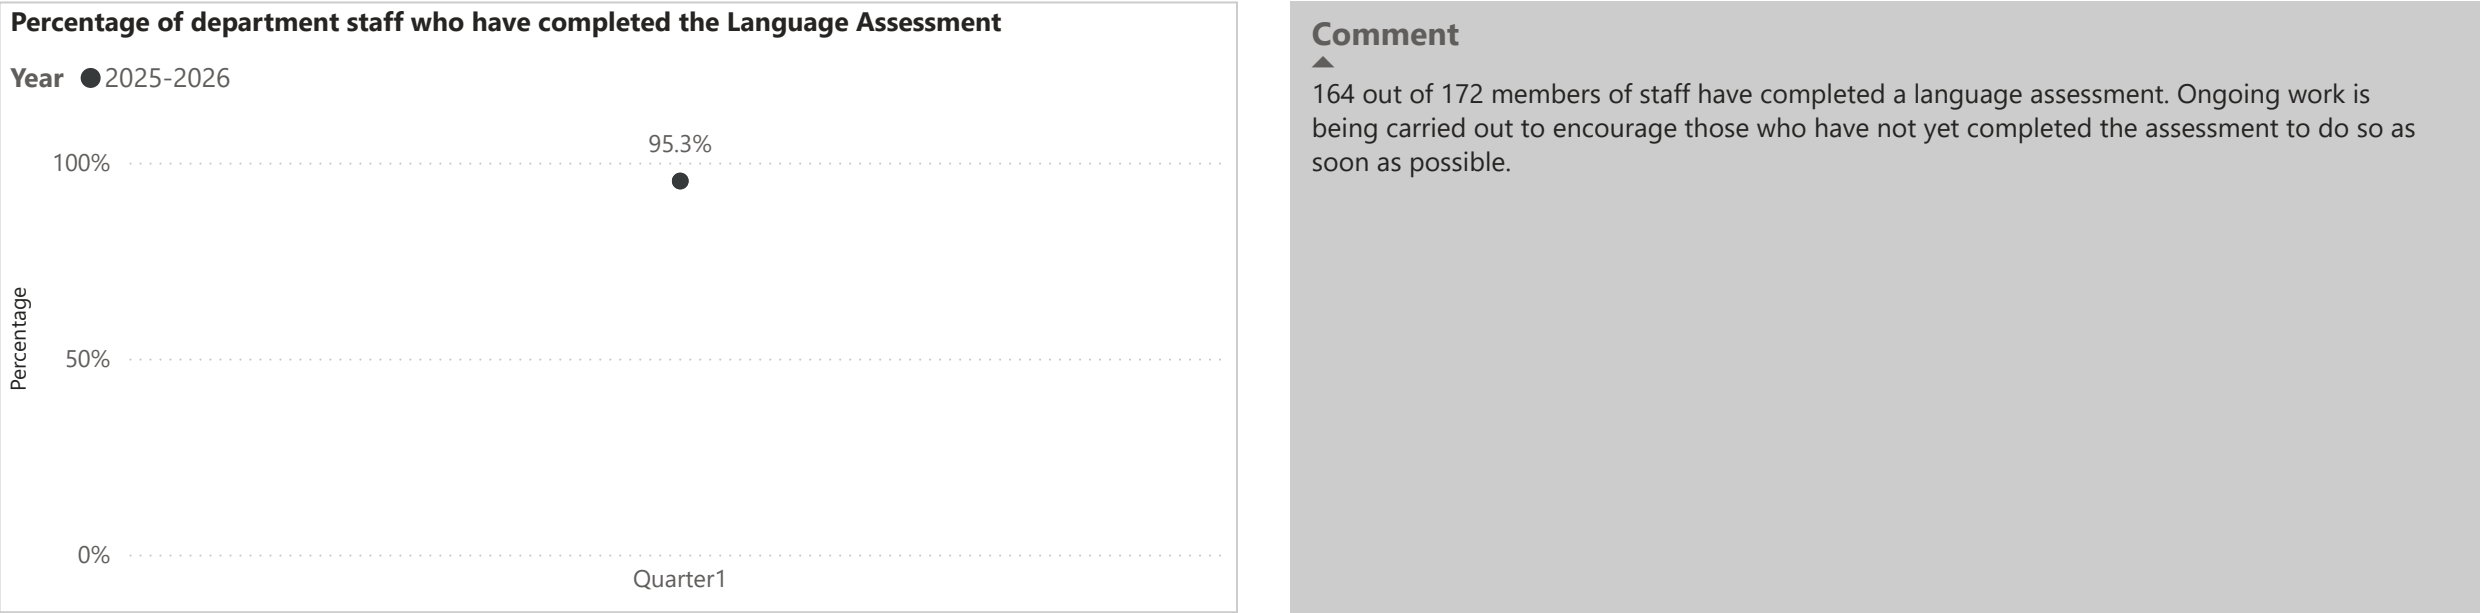 Percentage of department staff who have completed the Language Assessment
Year 2025-2026
95.3%
100%
50%
0%
Percentage
Quarter1
Comment
164 out of 172 members of staff have completed a language assessment. Ongoing work is
being carried out to encourage those who have not yet completed the assessment to do so as
soon as possible.